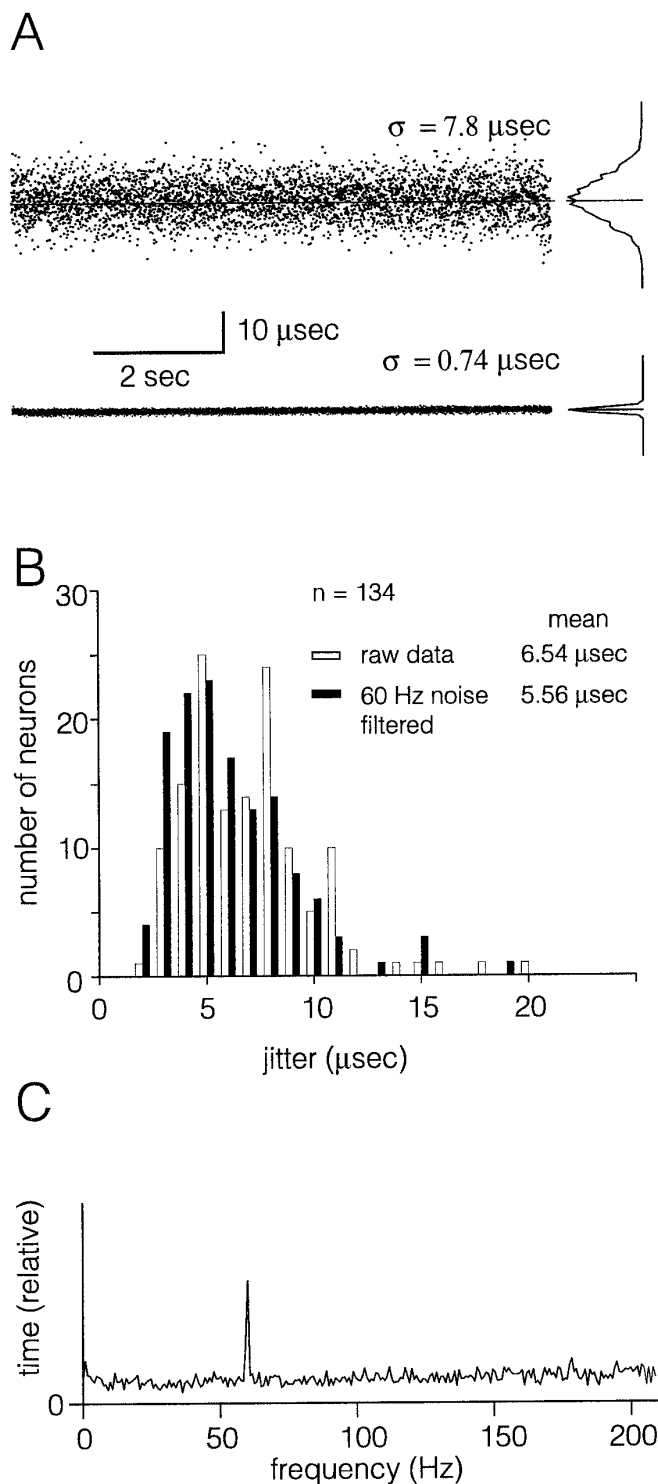 A
σ = 7.8 μsec
10 μsec
2 sec
σ = 0.74 μsec
B
30
20
10
0
number of neurons
n = 134
mean
raw data 6.54 μsec
60 Hz noise 5.56 μsec
filtered
0 5 10 15 20
jitter (μsec)
C
time (relative)
0
0 50 100 150 200
frequency (Hz)